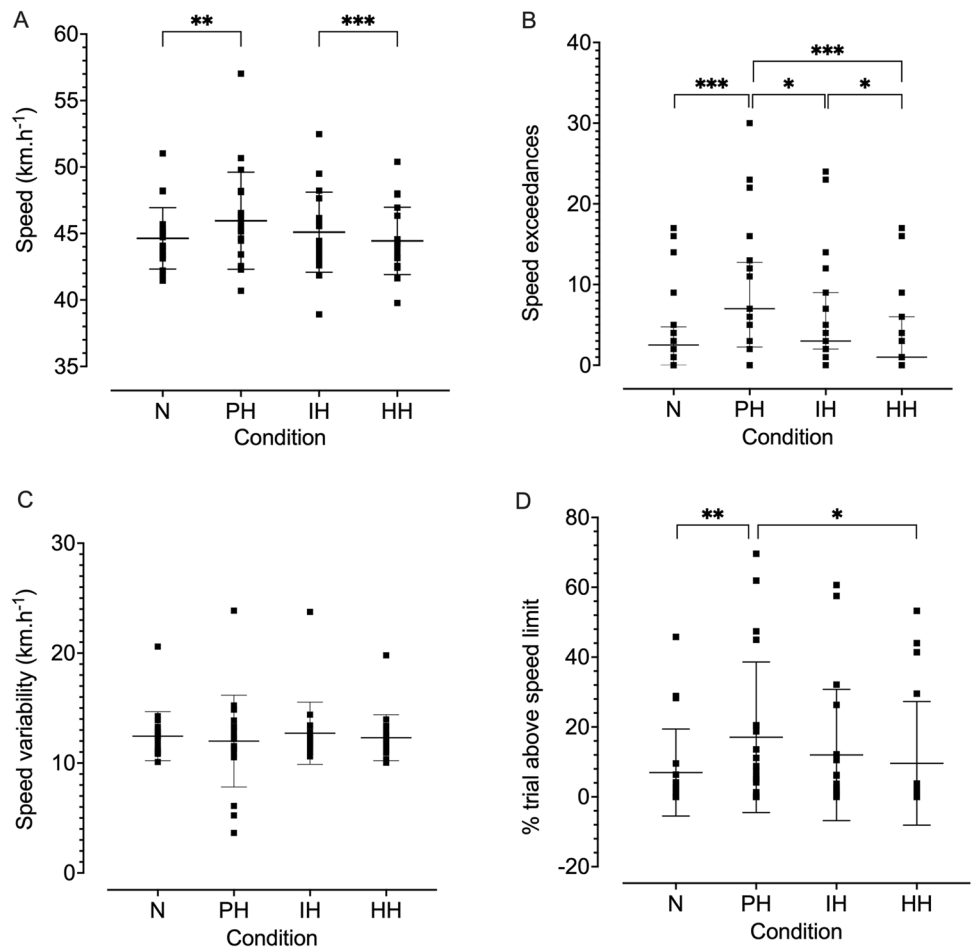 A
** ***
60
55
50
45
40
35
Speed (km.h-1)
N PH IH HH
Condition
B
***
*** * *
40
30
20
10
0
Speed exceedances
N PH IH HH
Condition
C
30
20
10
0
Speed variability (km.h-1)
N PH IH HH
Condition
D
** *
80
60
40
20
0
-20
% trial above speed limit
N PH IH HH
Condition